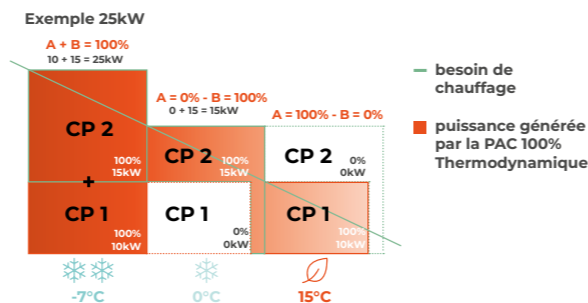 Exemple 25kW
A + B = 100%
10 + 15 = 25kW
A = 0% - B = 100%
0 + 15 = 15kW
A = 100% - B = 0%
CP 2
100%
15kW
CP 2
100%
15kW
CP 2
0%
0kW
+
CP 1
100%
10kW
CP 1
0%
0kW
CP 1
100%
10kW
-7°C
0°C
15°C
besoin de
chauffage
puissance générée
par la PAC 100%
Thermodynamique